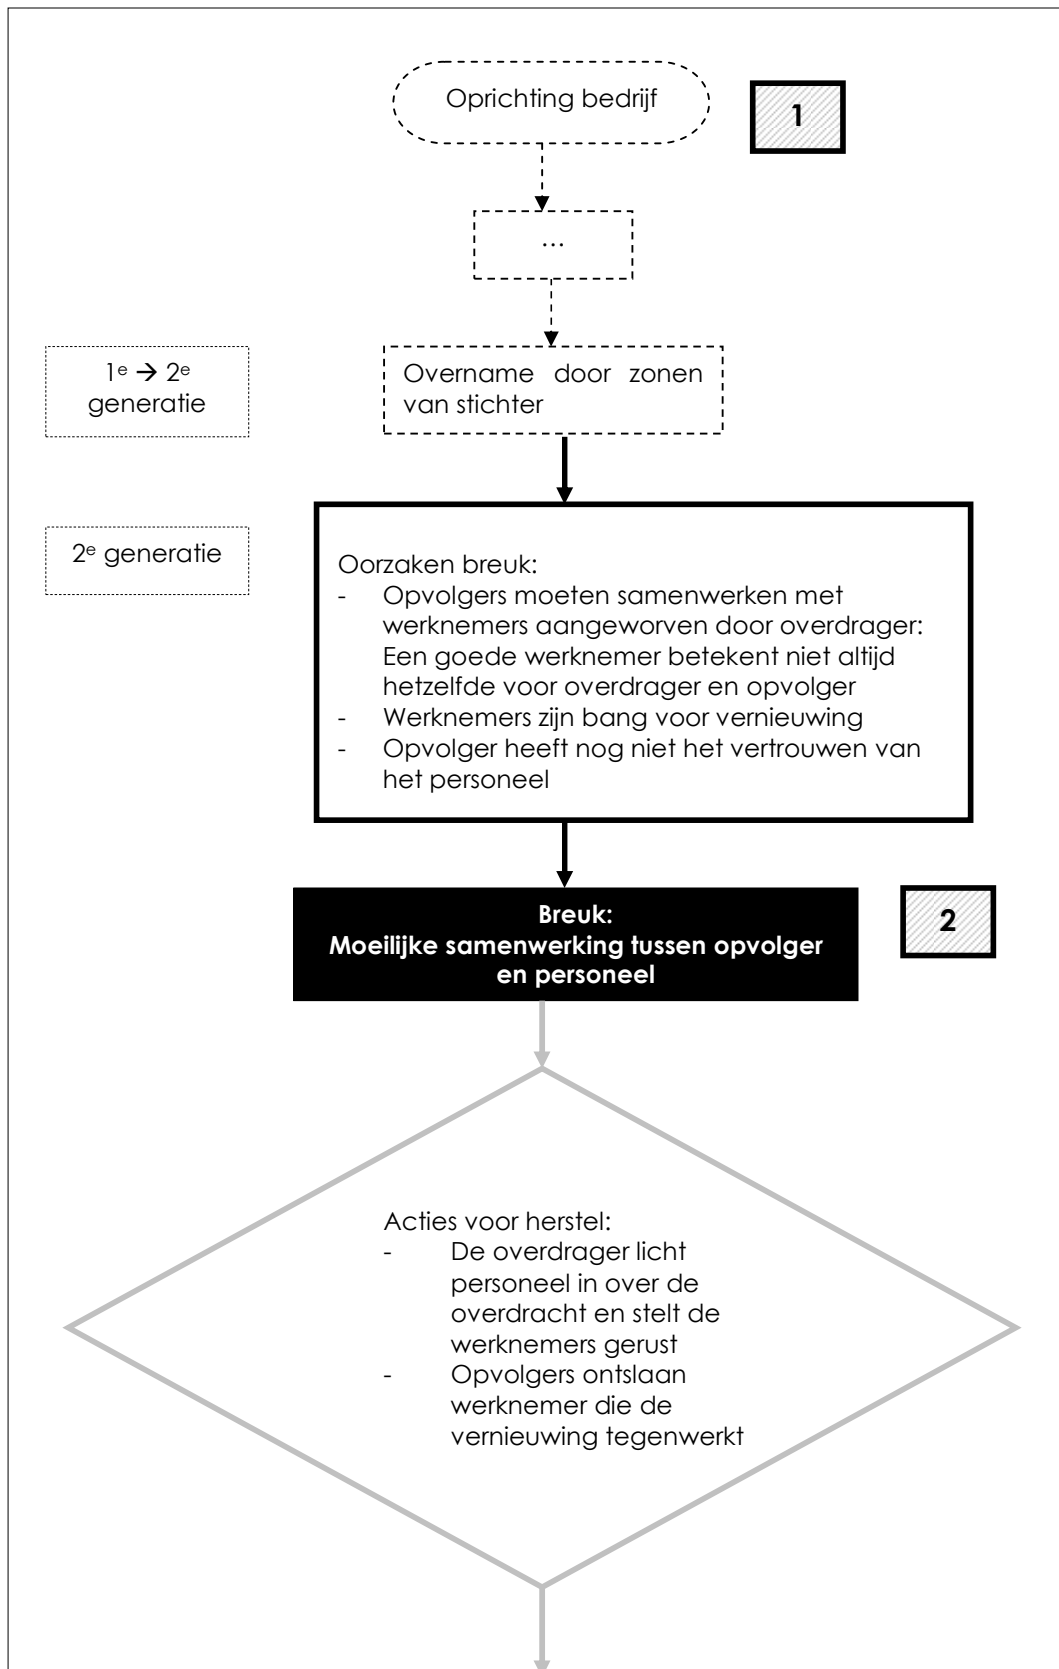 Oprichting bedrijf
1
...
1e → 2e
generatie
Overname door zonen
van stichter
2e generatie
Oorzaken breuk:
- Opvolgers moeten samenwerken met
werknemers aangeworven door overdrager:
Een goede werknemer betekent niet altijd
hetzelfde voor overdrager en opvolger
- Werknemers zijn bang voor vernieuwing
- Opvolger heeft nog niet het vertrouwen van
het personeel
Breuk:
Moeilijke samenwerking tussen opvolger
en personeel
2
Acties voor herstel:
- De overdrager licht
personeel in over de
overdracht en stelt de
werknemers gerust
- Opvolgers ontslaan
werknemer die de
vernieuwing tegenwerkt